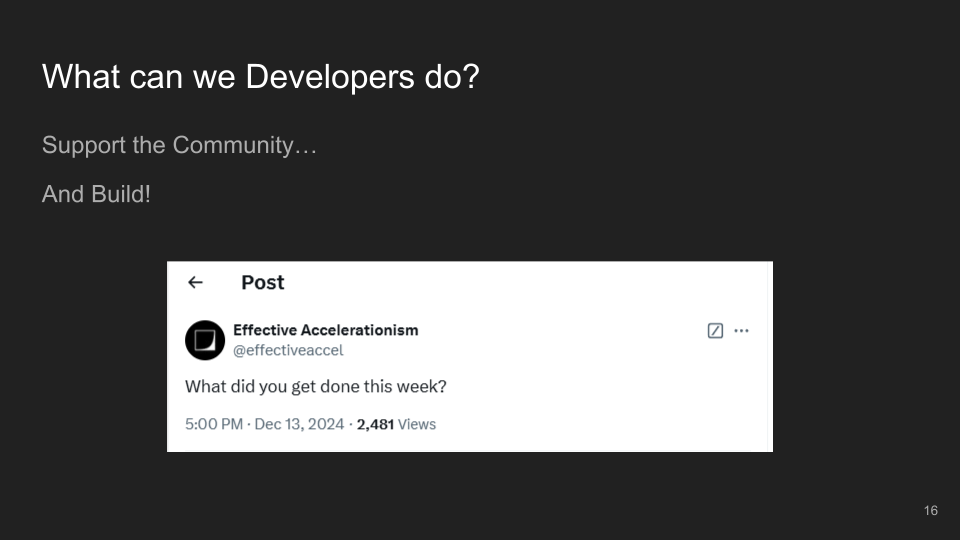 What can we Developers do?
Support the Community…
And Build!
Post
Effective Accelerationism
@effectiveaccel
What did you get done this week?
5:00 PM · Dec 13, 2024 · 2,481 Views
16